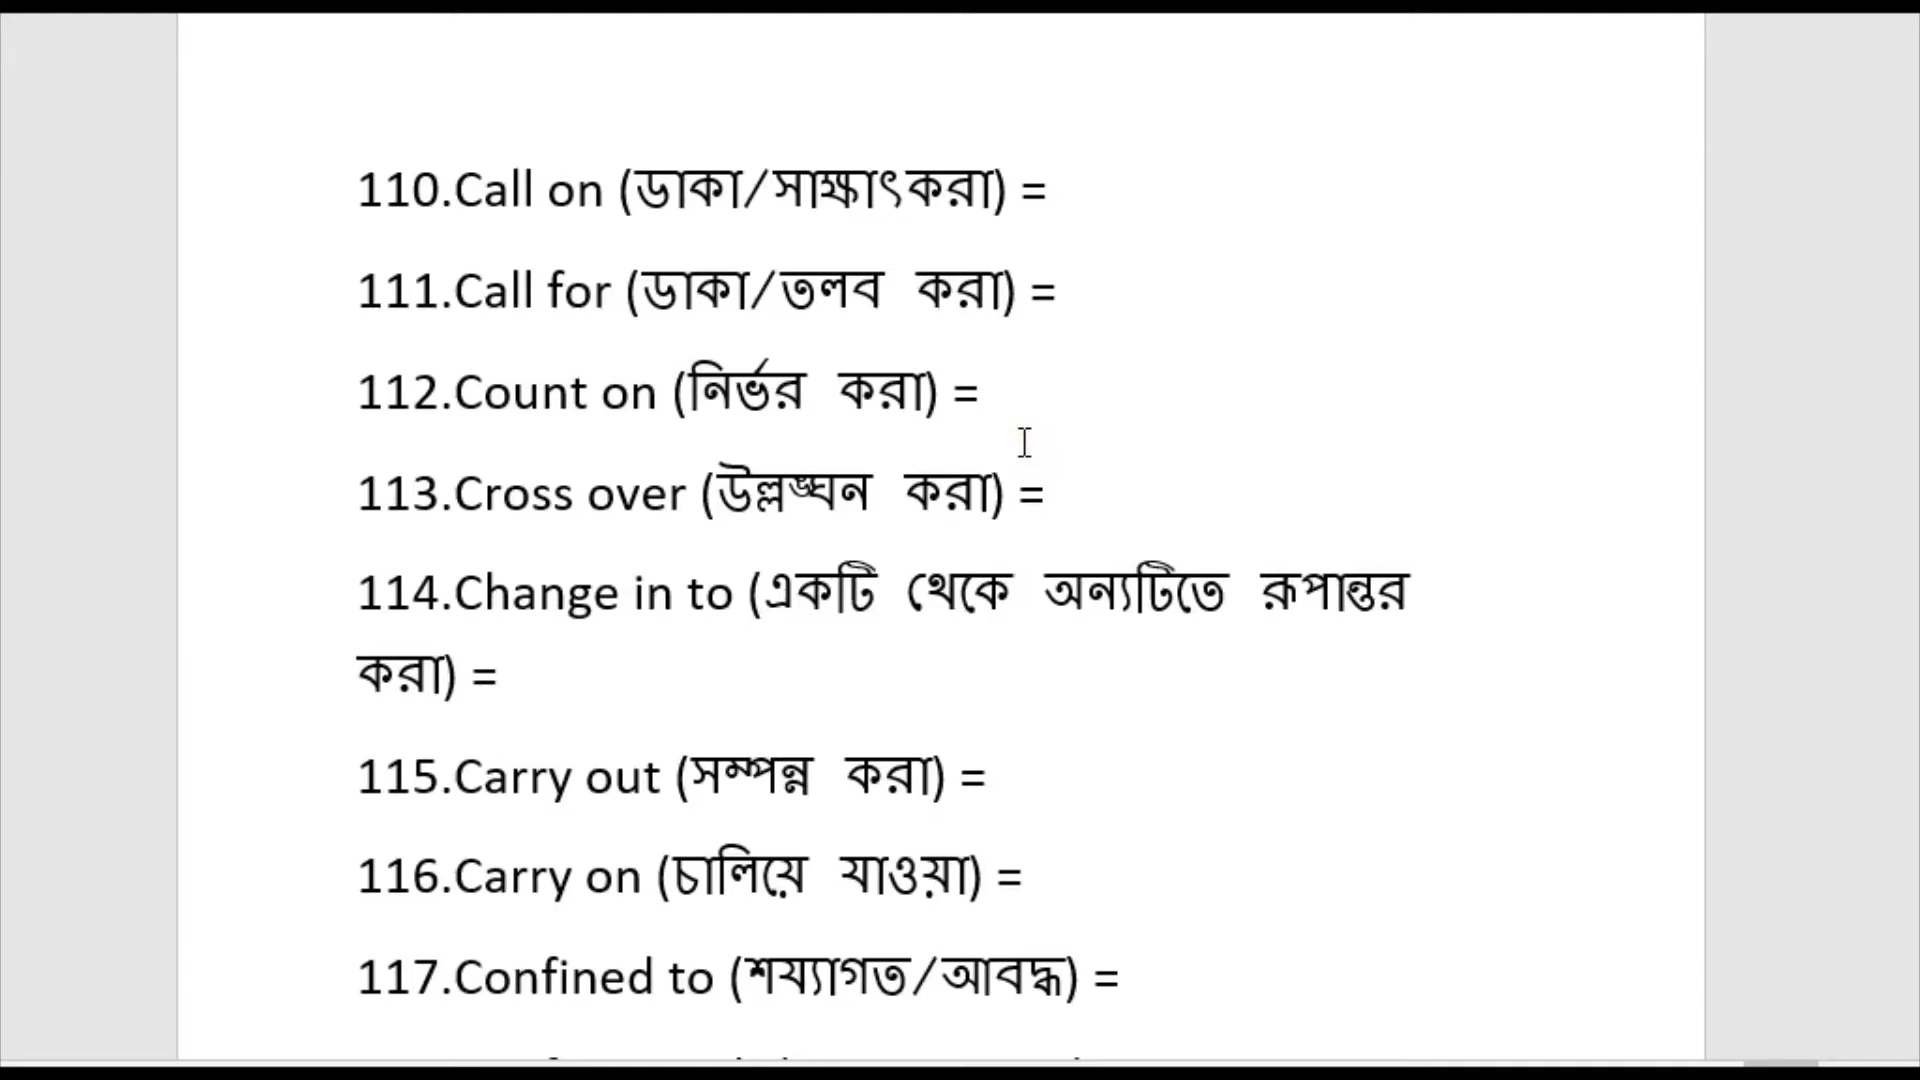 110.Call on (ডাকা/সাক্ষাৎকরা) =
111.Call for (ডাকা/তলব করা) =
112.Count on (নির্ভর করা) =
113.Cross over (উল্লঙ্ঘন করা) =
114.Change in to (একটি থেকে অন্যটিতে রূপান্তর
করা) =
115.Carry out (সম্পন্ন করা) =
116.Carry on (চালিয়ে যাওয়া) =
117.Confined to (শয্যাগত/আবদ্ধ) =